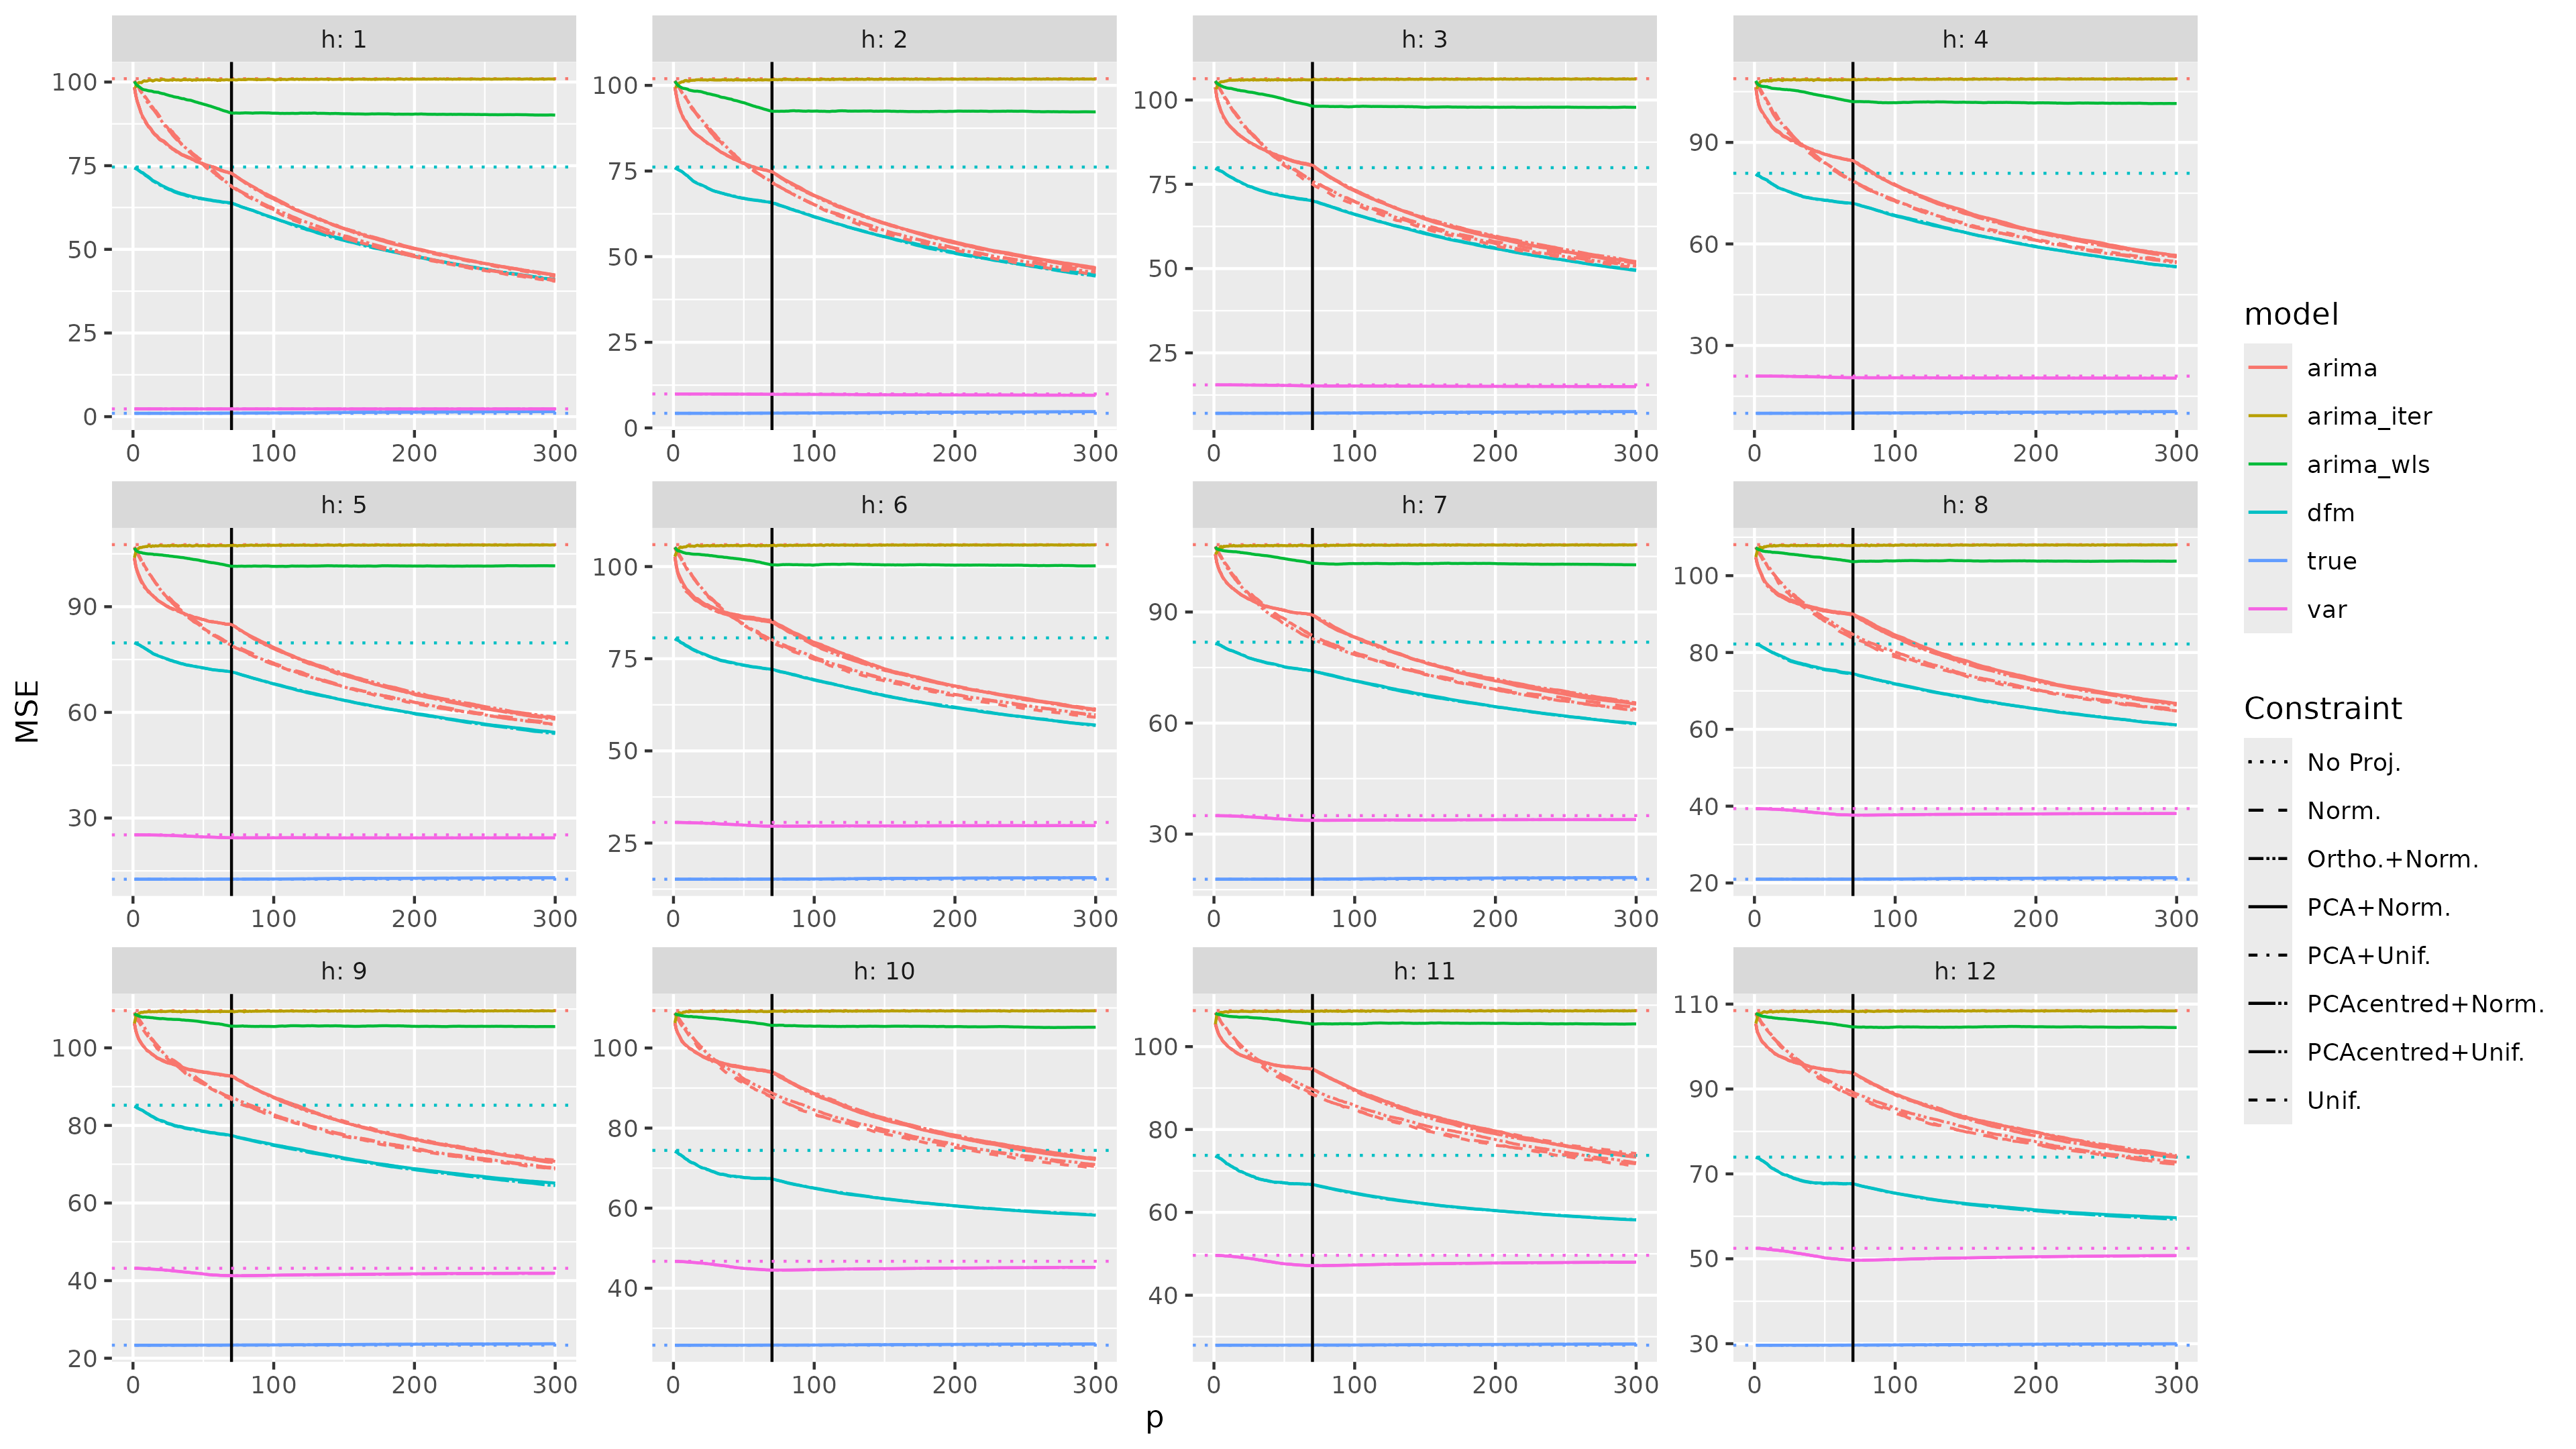 h: 1
h: 2
h: 3
h: 4
100
75
50
25
0
100
75
50
25
0
100
75
50
25
90
60
30
0 100 200 300
0 100 200 300
0 100 200 300
0 100 200 300
h: 5
h: 6
h: 7
h: 8
90
60
30
100
75
50
25
90
60
30
100
80
60
40
20
0 100 200 300
0 100 200 300
0 100 200 300
0 100 200 300
h: 9
h: 10
h: 11
h: 12
100
80
60
40
20
100
80
60
40
100
80
60
40
110
90
70
50
30
0 100 200 300
0 100 200 300
0 100 200 300
0 100 200 300
MSE
p
model
arima
arima_iter
arima_wls
dfm
true
var
Constraint
No Proj.
Norm.
Ortho.+Norm.
PCA+Norm.
PCA+Unif.
PCAcentred+Norm.
PCAcentred+Unif.
Unif.